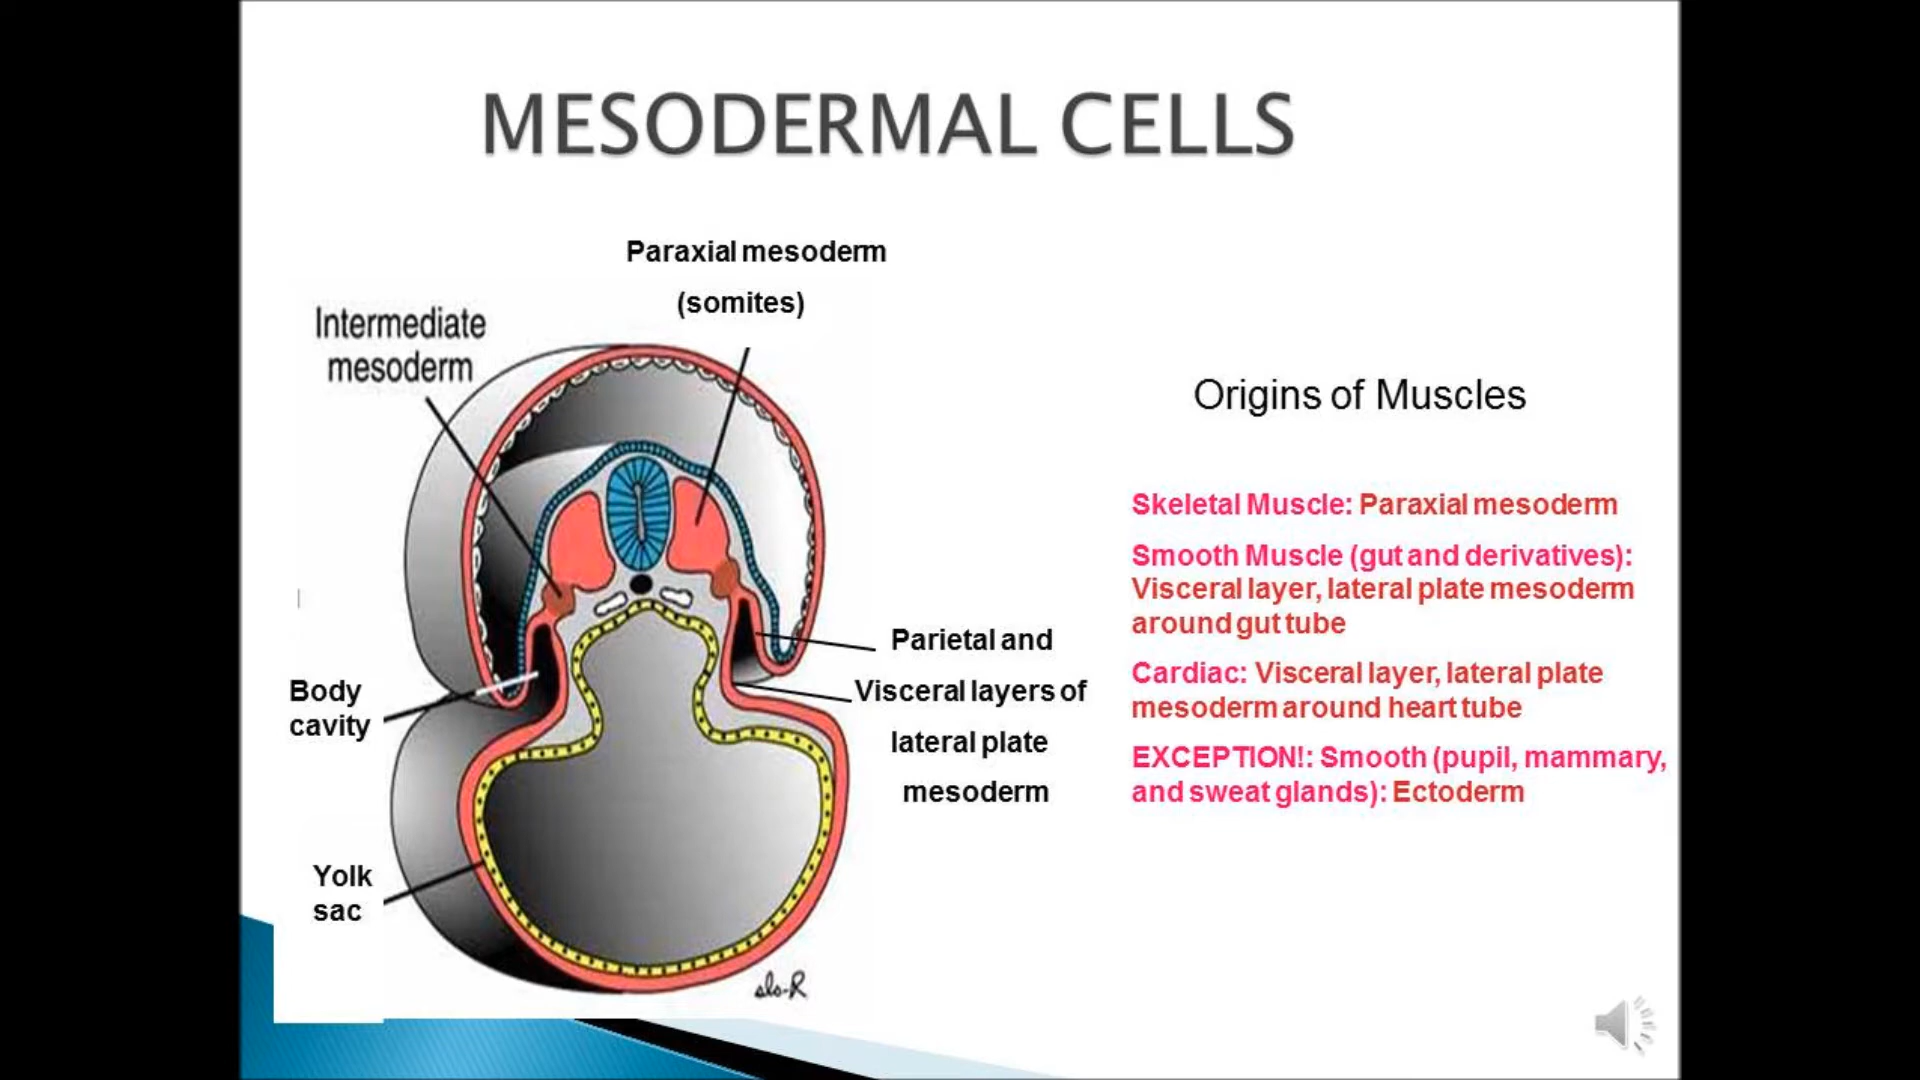 MESODERMAL CELLS
Paraxial mesoderm
(somites)
Intermediate
mesoderm
Body
cavity
Yolk
sac
Parietal and
Visceral layers of
lateral plate
mesoderm
sls-R
Origins of Muscles
Skeletal Muscle: Paraxial mesoderm
Smooth Muscle (gut and derivatives):
Visceral layer, lateral plate mesoderm
around gut tube
Cardiac: Visceral layer, lateral plate
mesoderm around heart tube
EXCEPTION!: Smooth (pupil, mammary,
and sweat glands): Ectoderm